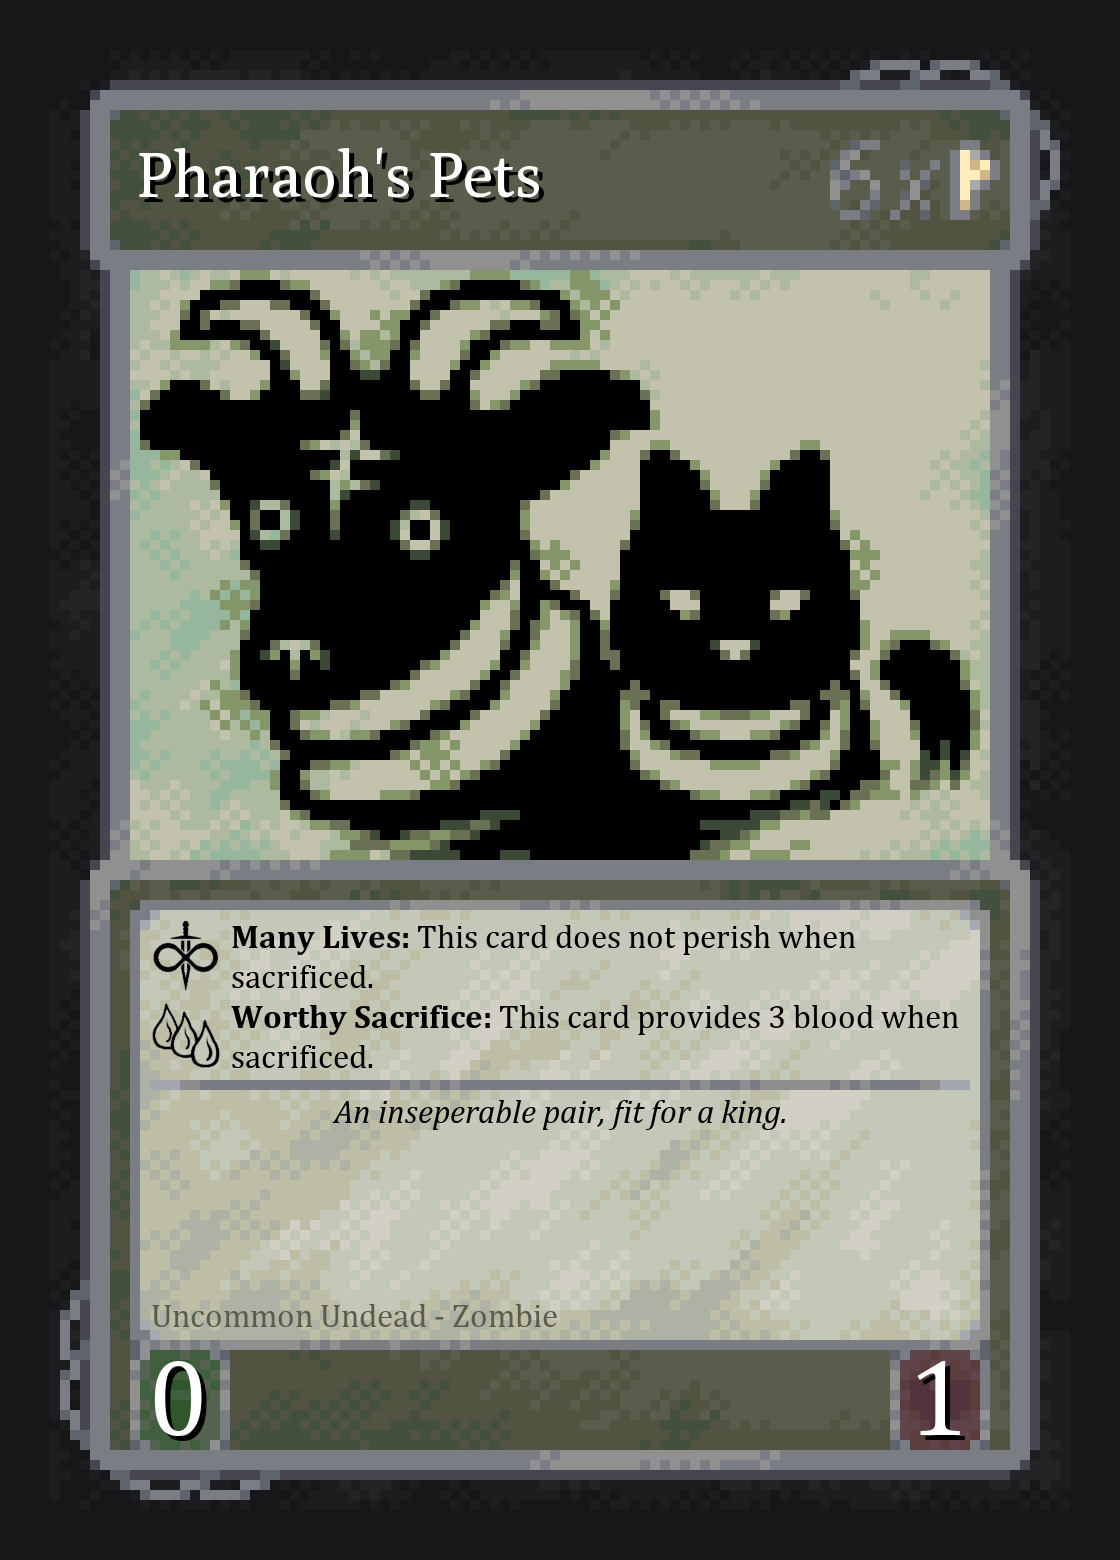 Pharaoh's Pets 6x
Many Lives: This card does not perish when
sacrificed.
Worthy Sacrifice: This card provides 3 blood when
sacrificed.
An inseperable pair, fit for a king.
Uncommon Undead - Zombie
0 1